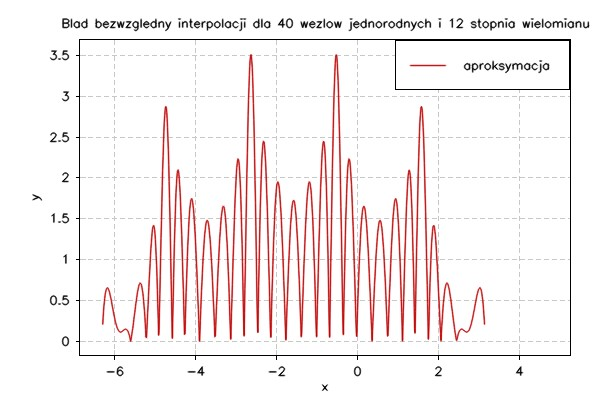 Blad bezwzgledny interpolacji dla 40 wezlow jednorodnych i 12 stopnia wielomianu
aproksymacja
3.5
3
2.5
2
1.5
1
0.5
0
y
−6 −4 −2 0 2 4
x